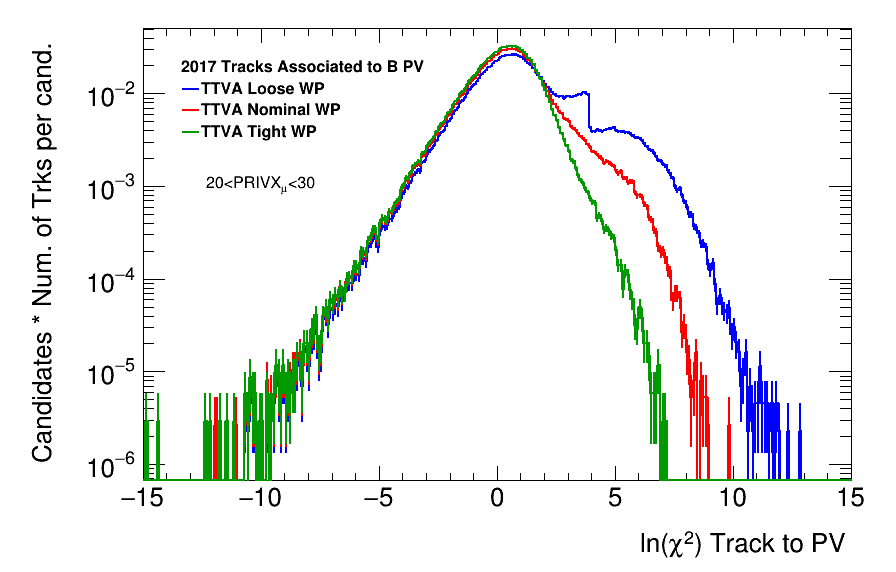 Candidates * Num. of Trks per cand.
2017 Tracks Associated to B PV
TTVA Loose WP
TTVA Nominal WP
TTVA Tight WP
20<PRIVX_μ<30
10⁻²
10⁻³
10⁻⁴
10⁻⁵
10⁻⁶
−15 −10 −5 0 5 10 15
ln(χ²) Track to PV